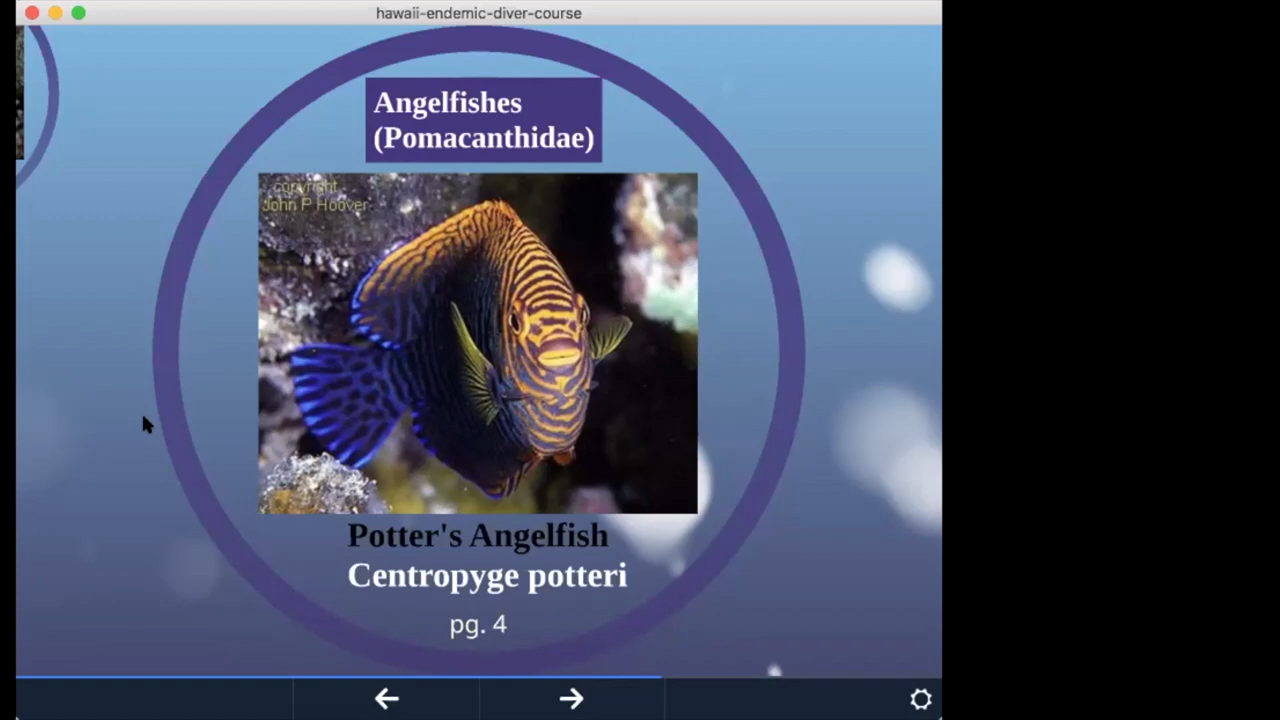 hawaii-endemic-diver-course
Angelfishes
(Pomacanthidae)
copyright
John P Hoover
Potter's Angelfish
Centropyge potteri
pg. 4